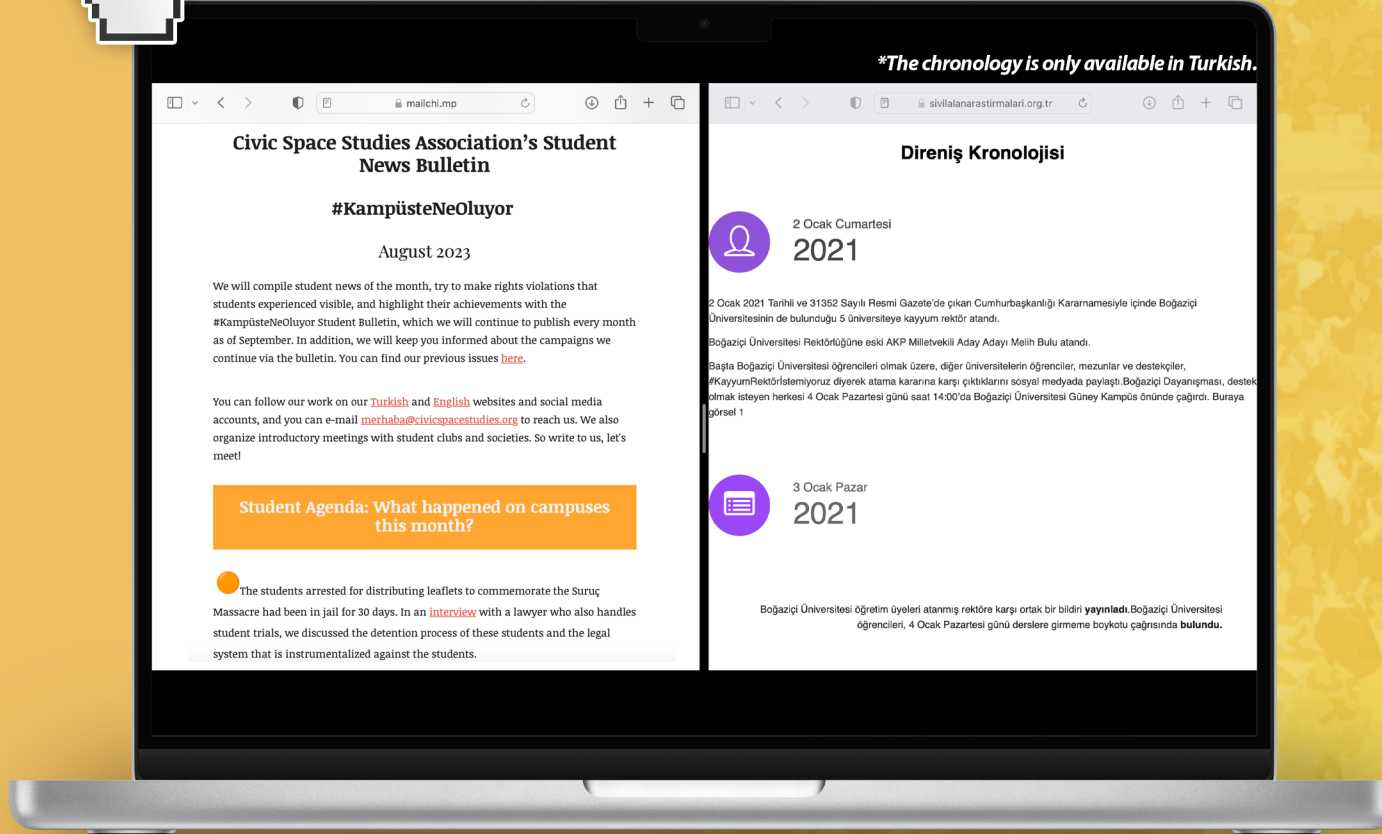 *The chronology is only available in Turkish.
mailchi.mp
Civic Space Studies Association’s Student
News Bulletin
#KampüsteNeOluyor
August 2023
We will compile student news of the month, try to make rights violations that
students experienced visible, and highlight their achievements with the
#KampüsteNeOluyor Student Bulletin, which we will continue to publish every month
as of September. In addition, we will keep you informed about the campaigns we
continue via the bulletin. You can find our previous issues here.
You can follow our work on our Turkish and English websites and social media
accounts, and you can e-mail merhaba@civicspacestudies.org to reach us. We also
organize introductory meetings with student clubs and societies. So write to us, let's
meet!
Student Agenda: What happened on campuses
this month?
The students arrested for distributing leaflets to commemorate the Suruç
Massacre had been in jail for 30 days. In an interview with a lawyer who also handles
student trials, we discussed the detention process of these students and the legal
system that is instrumentalized against the students.
sivilalanarastirmalari.org.tr
Direniş Kronolojisi
2 Ocak Cumartesi
2021
2 Ocak 2021 Tarihli ve 31352 Sayılı Resmi Gazete’de çıkan Cumhurbaşkanlığı Kararnamesiyle içinde Boğaziçi
Üniversitesinin de bulunduğu 5 üniversiteye kayyum rektör atandı.
Boğaziçi Üniversitesi Rektörlüğüne eski AKP Milletvekili Aday Adayı Melih Bulu atandı.
Başta Boğaziçi Üniversitesi öğrencileri olmak üzere, diğer üniversitelerin öğrenciler, mezunlar ve destekçiler,
#KayyumRektörİstemiyoruz diyerek atama kararına karşı çıktıklarını sosyal medyada paylaştı.Boğaziçi Dayanışması, destek
olmak isteyen herkesi 4 Ocak Pazartesi günü saat 14:00’da Boğaziçi Üniversitesi Güney Kampüs önünde çağırdı. Buraya
görsel 1
3 Ocak Pazar
2021
Boğaziçi Üniversitesi öğretim üyeleri atanmış rektöre karşı ortak bir bildiri yayınladı.Boğaziçi Üniversitesi
öğrencileri, 4 Ocak Pazartesi günü derslere girmeme boykotu çağrısında bulundu.